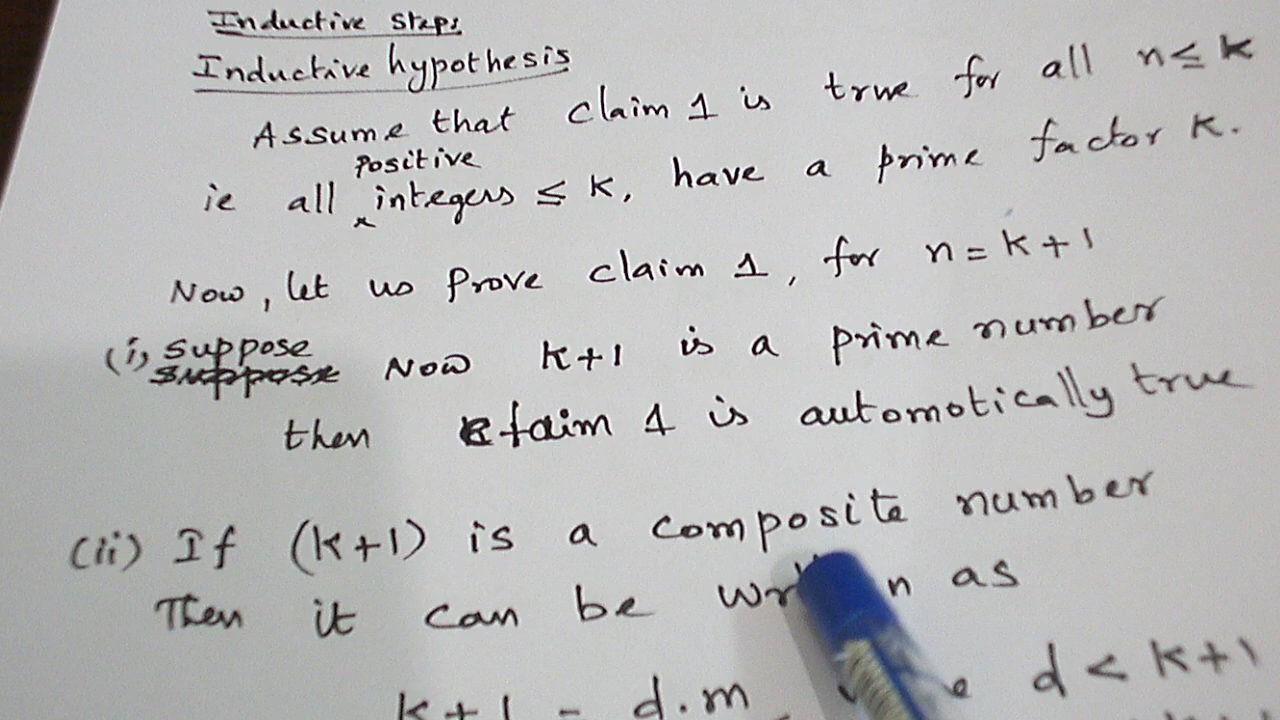 Inductive Step:
Inductive hypothesis
Assume that claim 1 is true for all n ≤ k
positive
ie all integers ≤ k, have a prime factor k.
Now, let us prove claim 1, for n = k + 1
(i) suppose Now k+1 is a prime number
then claim 1 is automotically true
(ii) If (k+1) is a composite number
Then it can be as
k+1 = d.m d < k+1